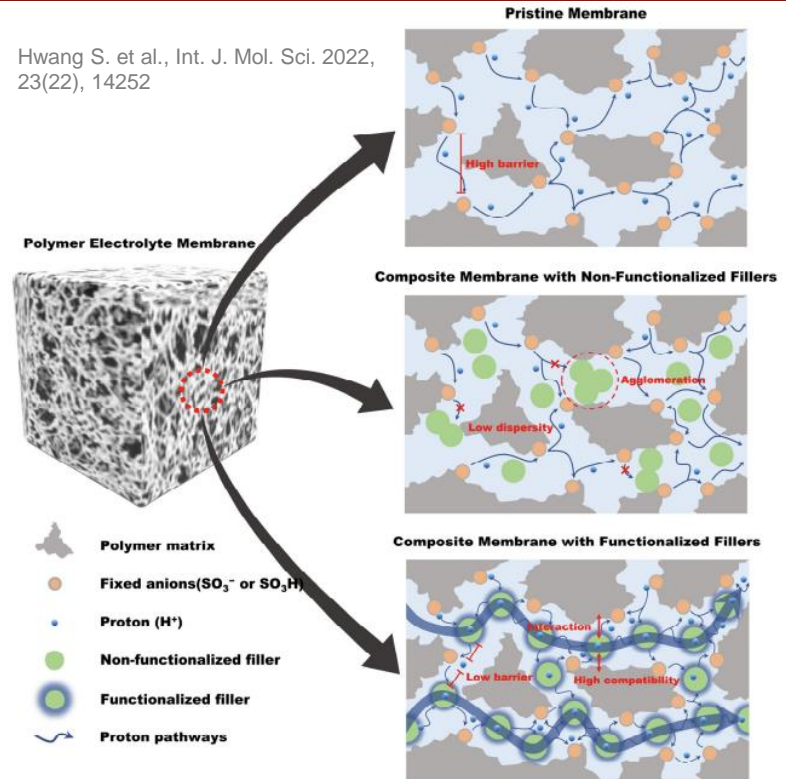 Hwang S. et al., Int. J. Mol. Sci. 2022,
23(22), 14252
Pristine Membrane
High barrier
Polymer Electrolyte Membrane
Composite Membrane with Non-Functionalized Fillers
Agglomeration
Low dispersity
Composite Membrane with Functionalized Fillers
Interaction
Low barrier
High compatibility
Polymer matrix
Fixed anions(SO₃⁻ or SO₃H)
Proton (H⁺)
Non-functionalized filler
Functionalized filler
Proton pathways